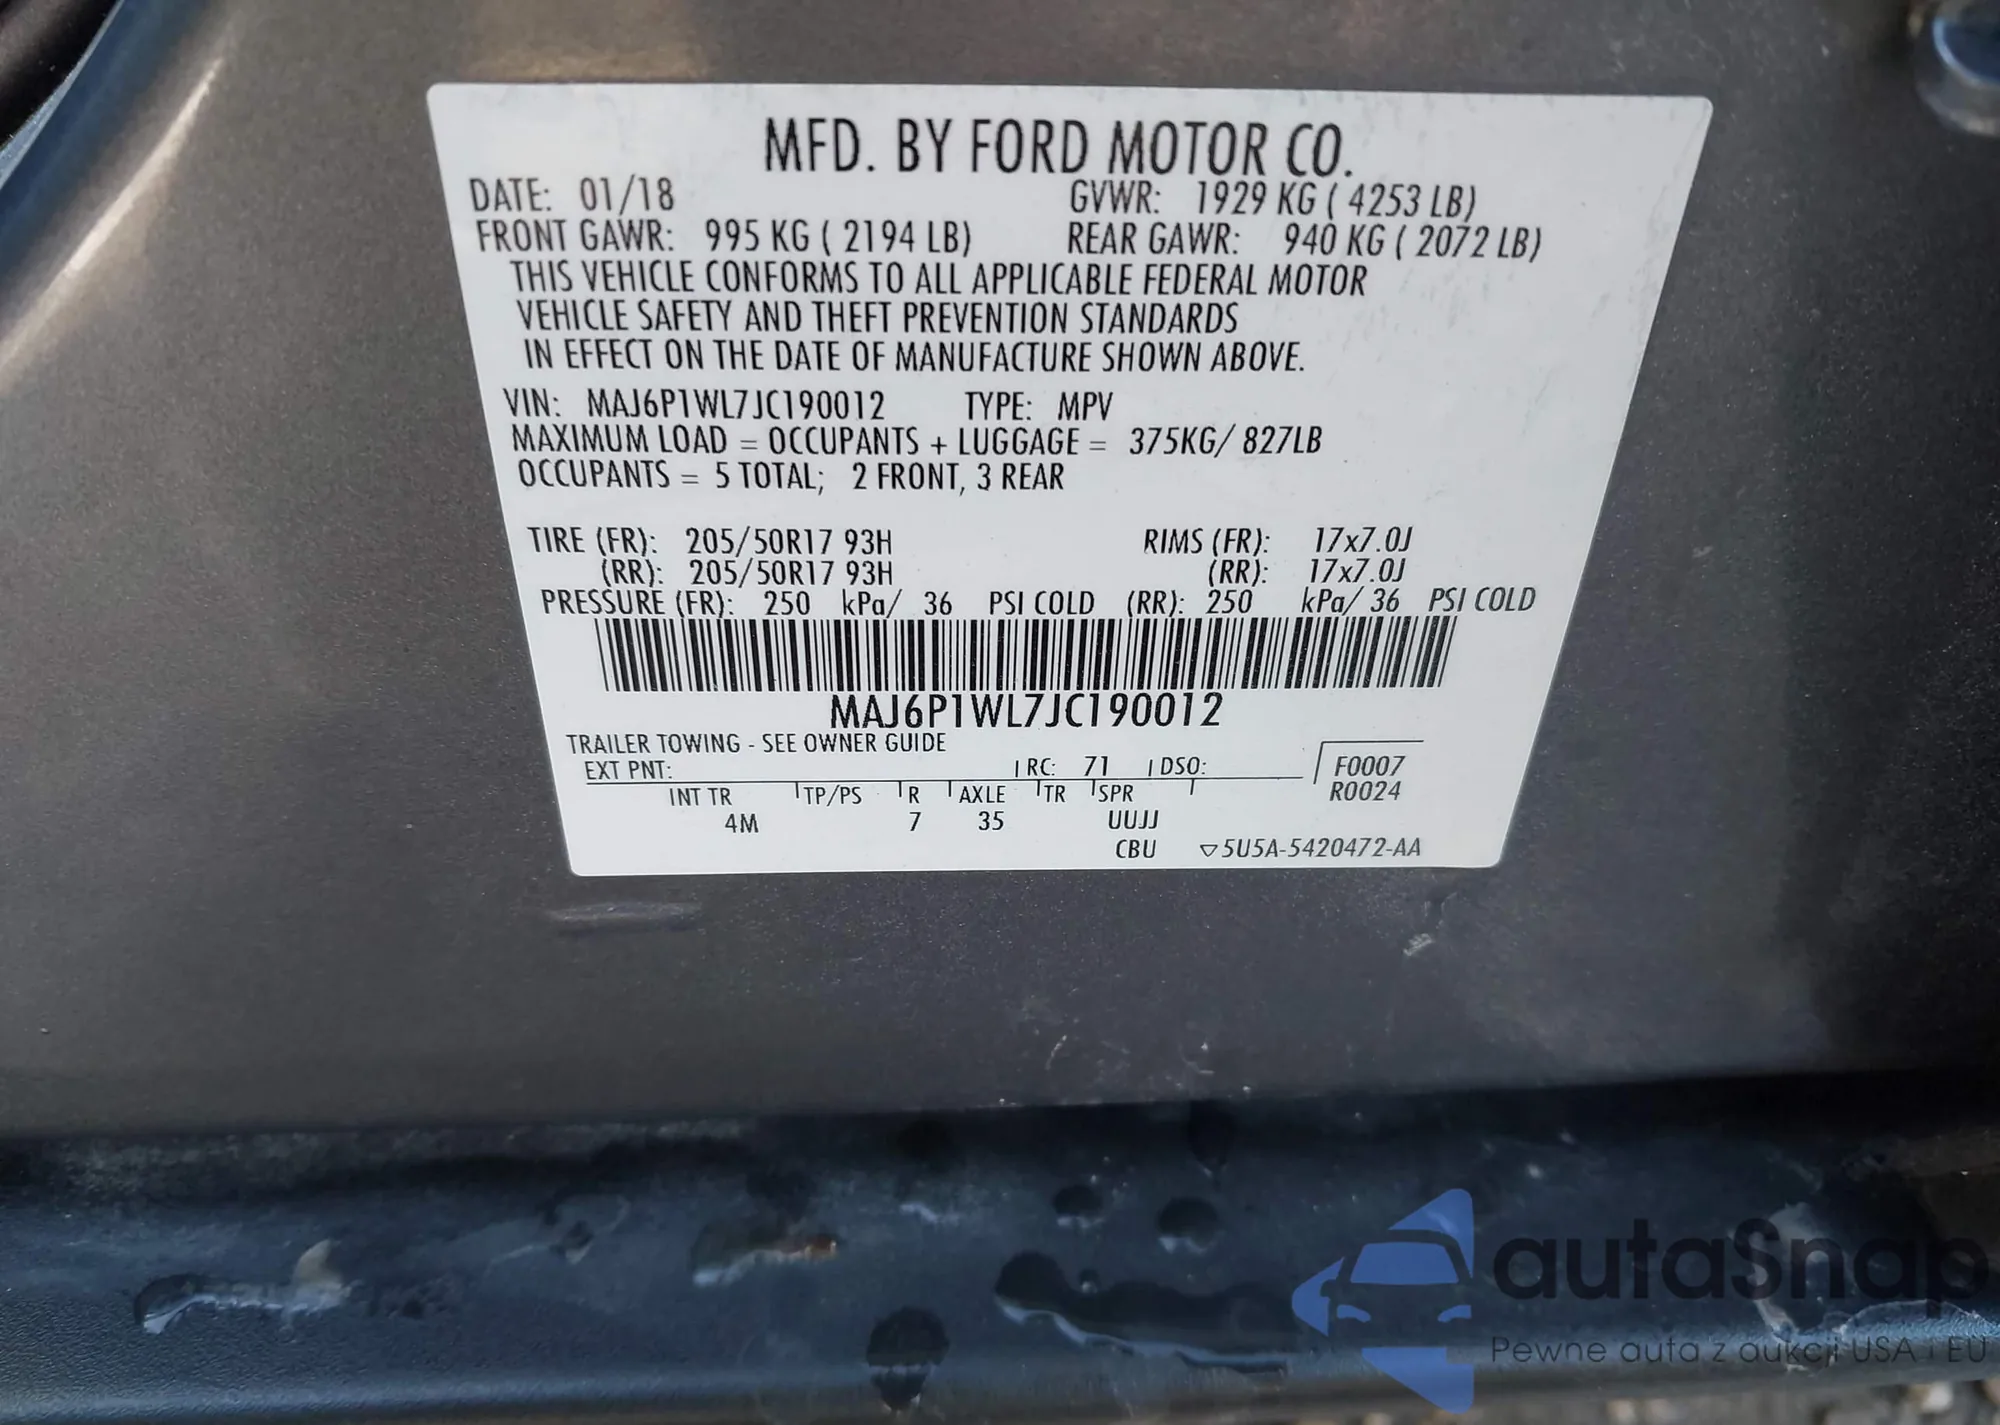 MFD. BY FORD MOTOR CO.
DATE: 01/18 GVWR: 1929 KG ( 4253 LB)
FRONT GAWR: 995 KG ( 2194 LB) REAR GAWR: 940 KG ( 2072 LB)
THIS VEHICLE CONFORMS TO ALL APPLICABLE FEDERAL MOTOR
VEHICLE SAFETY AND THEFT PREVENTION STANDARDS
IN EFFECT ON THE DATE OF MANUFACTURE SHOWN ABOVE.
VIN: MAJ6P1WL7JC190012 TYPE: MPV
MAXIMUM LOAD = OCCUPANTS + LUGGAGE = 375KG/ 827LB
OCCUPANTS = 5 TOTAL; 2 FRONT, 3 REAR
TIRE (FR): 205/50R17 93H RIMS (FR): 17x7.0J
(RR): 205/50R17 93H (RR): 17x7.0J
PRESSURE (FR): 250 kPa/ 36 PSI COLD (RR): 250 kPa/ 36 PSI COLD
MAJ6P1WL7JC190012
TRAILER TOWING - SEE OWNER GUIDE
EXT PNT: RC: 71 DSO: F0007
INT TR TP/PS R AXLE TR SPR R0024
4M 7 35 UUJJ
CBU ▽5U5A-5420472-AA
autaSnap
Pewne auta z aukcji USA i EU